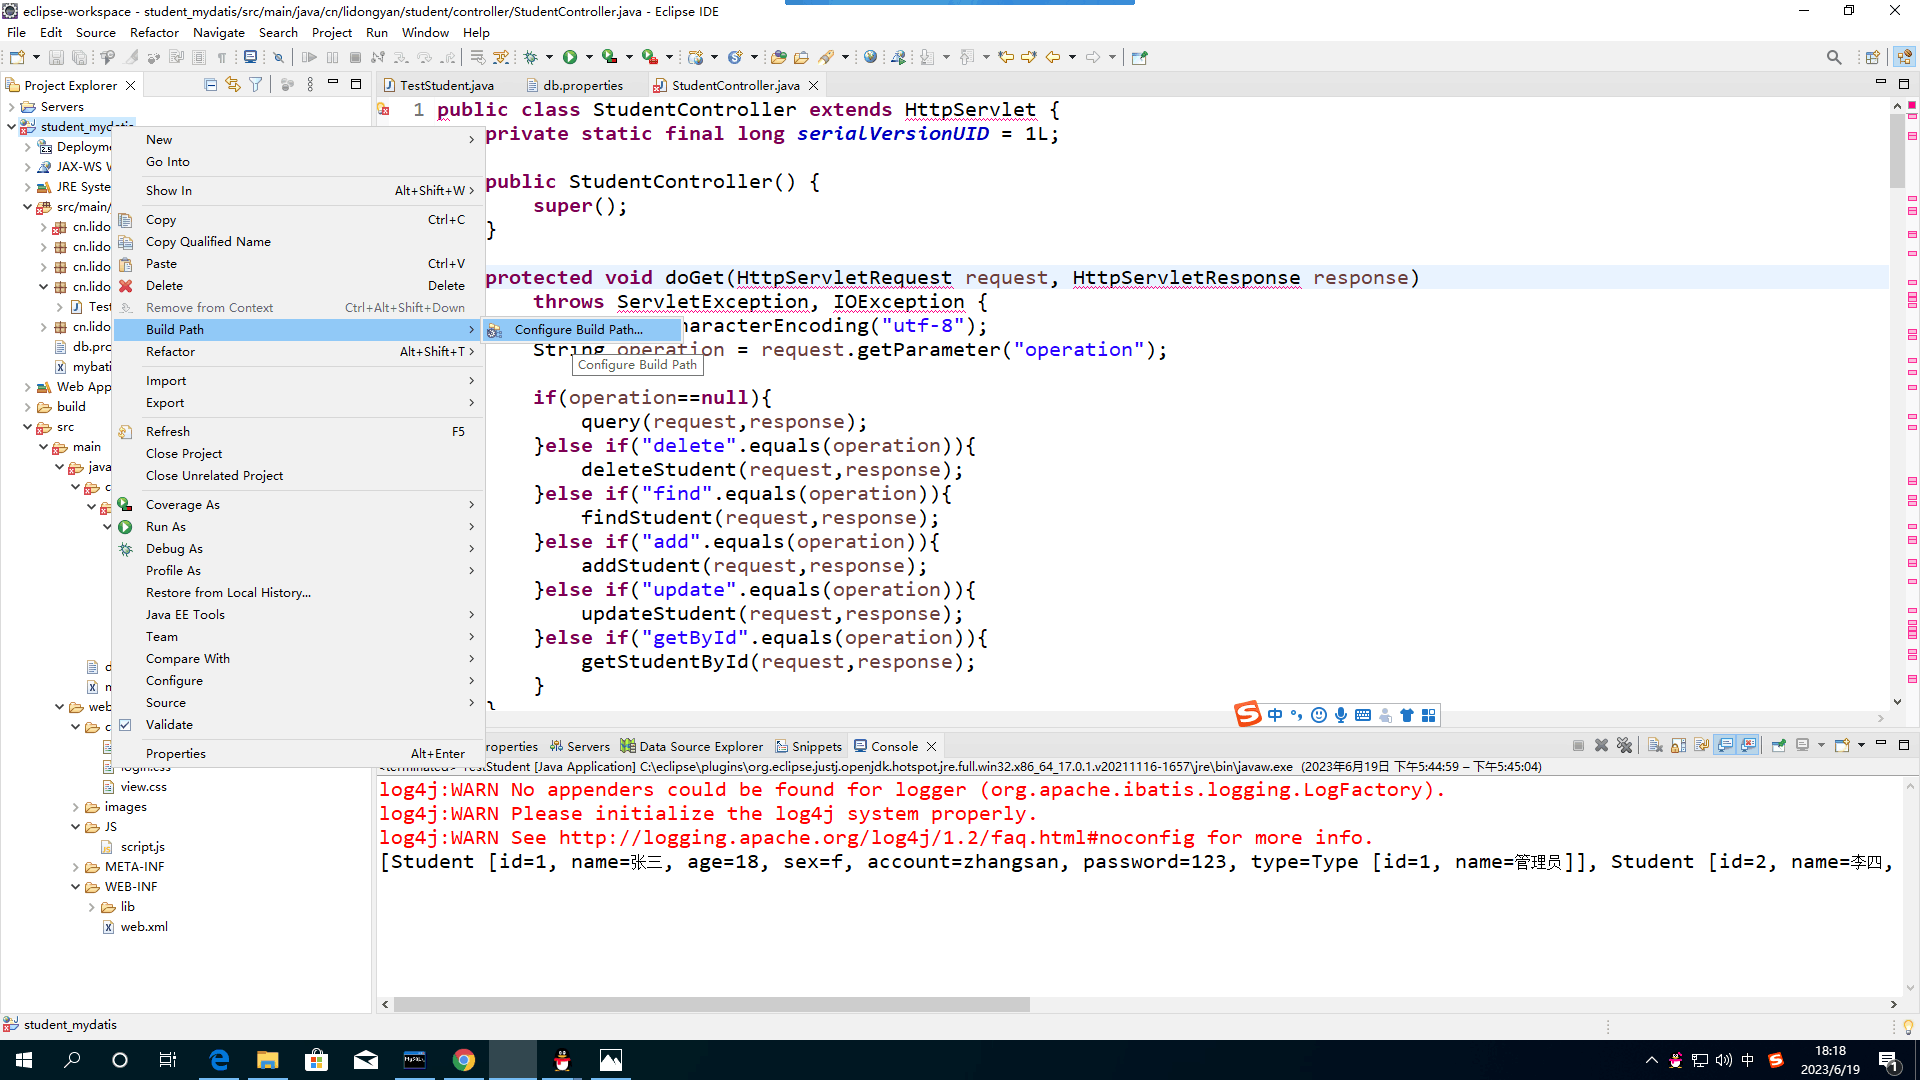 eclipse-workspace - student_mydatis/src/main/java/cn/lidongyan/student/controller/StudentController.java - Eclipse IDE
File Edit Source Refactor Navigate Search Project Run Window Help
Project Explorer
TestStudent.java db.properties StudentController.java
Servers
student_mydatis
Deployme
JAX-WS W
JRE Syste
src/main/
cn.lido
cn.lido
cn.lido
cn.lido
Test
cn.lido
db.pro
mybati
Web App
build
src
main
java
web
login.css
view.css
images
JS
script.js
META-INF
WEB-INF
lib
web.xml
New
Go Into
Show In Alt+Shift+W
Copy Ctrl+C
Copy Qualified Name
Paste Ctrl+V
Delete Delete
Remove from Context Ctrl+Alt+Shift+Down
Build Path
Refactor Alt+Shift+T
Import
Export
Refresh F5
Close Project
Close Unrelated Project
Coverage As
Run As
Debug As
Profile As
Restore from Local History...
Java EE Tools
Team
Compare With
Configure
Source
Validate
Properties Alt+Enter
Configure Build Path...
Configure Build Path
1 public class StudentController extends HttpServlet {
private static final long serialVersionUID = 1L;
public StudentController() {
super();
}
protected void doGet(HttpServletRequest request, HttpServletResponse response)
throws ServletException, IOException {
haracterEncoding("utf-8");
String operation = request.getParameter("operation");
if(operation==null){
query(request,response);
}else if("delete".equals(operation)){
deleteStudent(request,response);
}else if("find".equals(operation)){
findStudent(request,response);
}else if("add".equals(operation)){
addStudent(request,response);
}else if("update".equals(operation)){
updateStudent(request,response);
}else if("getById".equals(operation)){
getStudentById(request,response);
}
}
中
roperties Servers Data Source Explorer Snippets Console
<terminated> TestStudent [Java Application] C:\eclipse\plugins\org.eclipse.justj.openjdk.hotspot.jre.full.win32.x86_64_17.0.1.v20211116-1657\jre\bin\javaw.exe (2023年6月19日 下午5:44:59 – 下午5:45:04)
log4j:WARN No appenders could be found for logger (org.apache.ibatis.logging.LogFactory).
log4j:WARN Please initialize the log4j system properly.
log4j:WARN See http://logging.apache.org/log4j/1.2/faq.html#noconfig for more info.
[Student [id=1, name=张三, age=18, sex=f, account=zhangsan, password=123, type=Type [id=1, name=管理员]], Student [id=2, name=李四,
student_mydatis
中
18:18
2023/6/19
1